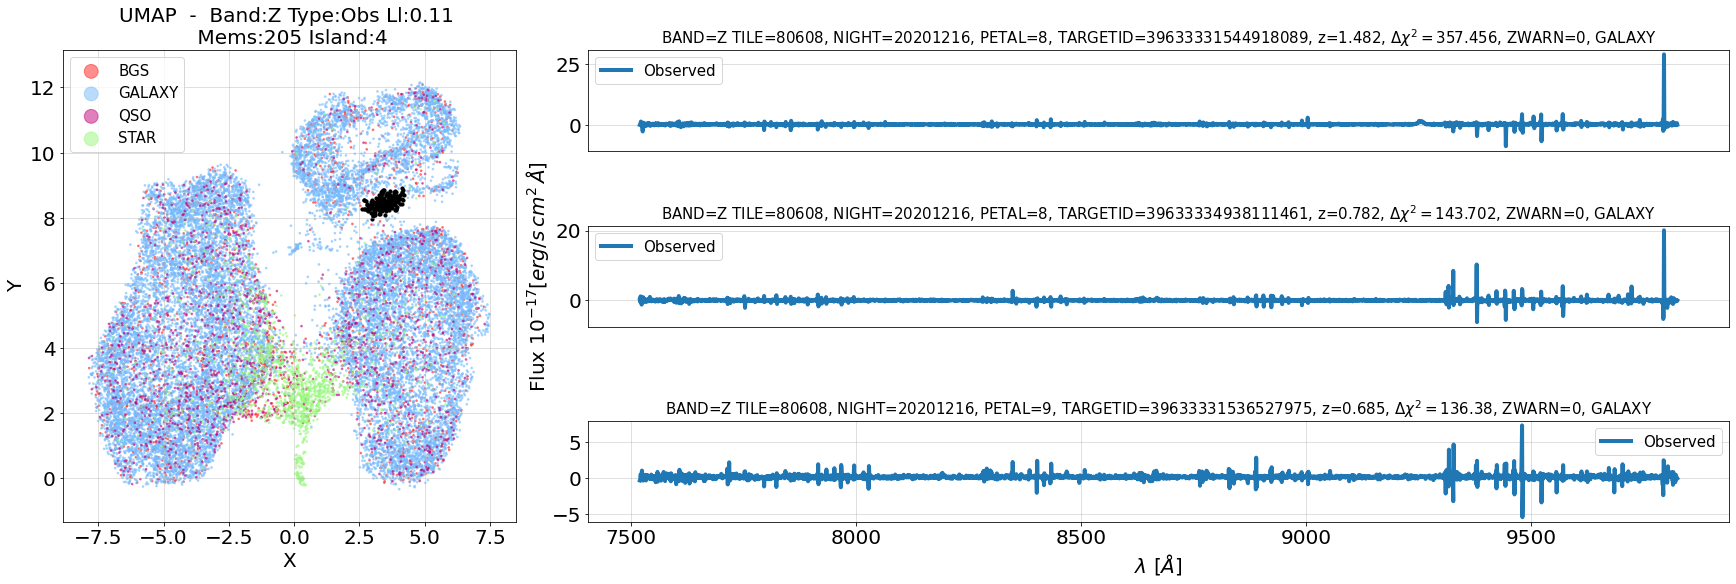 UMAP  -  Band:Z Type:Obs Ll:0.11
Mems:205 Island:4
BGS
GALAXY
QSO
STAR
12
10
8
6
4
2
0
Y
−7.5 −5.0 −2.5 0.0 2.5 5.0 7.5
X
Flux 10⁻¹⁷[erg/s cm² Å]
BAND=Z TILE=80608, NIGHT=20201216, PETAL=8, TARGETID=39633331544918089, z=1.482, Δχ² = 357.456, ZWARN=0, GALAXY
25
0
Observed
BAND=Z TILE=80608, NIGHT=20201216, PETAL=8, TARGETID=39633334938111461, z=0.782, Δχ² = 143.702, ZWARN=0, GALAXY
20
0
Observed
BAND=Z TILE=80608, NIGHT=20201216, PETAL=9, TARGETID=39633331536527975, z=0.685, Δχ² = 136.38, ZWARN=0, GALAXY
5
0
−5
Observed
7500 8000 8500 9000 9500
λ [Å]